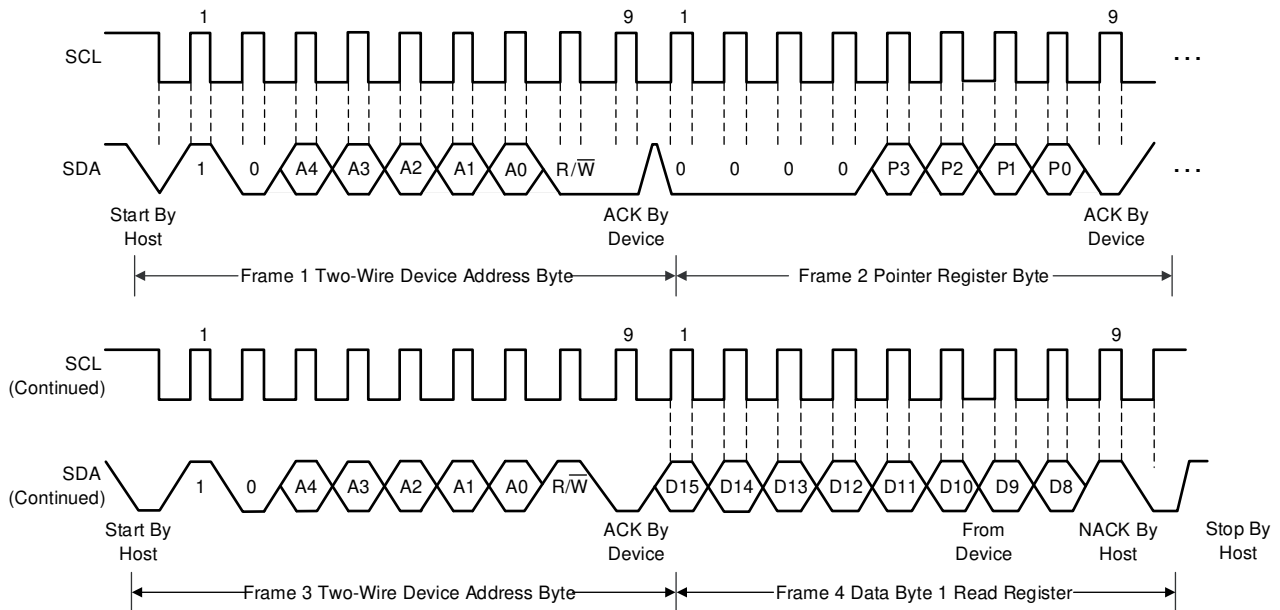 1 9 1 9
SCL
...
SDA 1 0 A4 A3 A2 A1 A0 R/W̅ 0 0 0 0 P3 P2 P1 P0 ...
Start By
Host
ACK By
Device
ACK By
Device
Frame 1 Two-Wire Device Address Byte Frame 2 Pointer Register Byte
1 9 1 9
SCL
(Continued)
SDA
(Continued)
1 0 A4 A3 A2 A1 A0 R/W̅ D15 D14 D13 D12 D11 D10 D9 D8
Start By
Host
ACK By
Device
From
Device
NACK By
Host
Stop By
Host
Frame 3 Two-Wire Device Address Byte Frame 4 Data Byte 1 Read Register